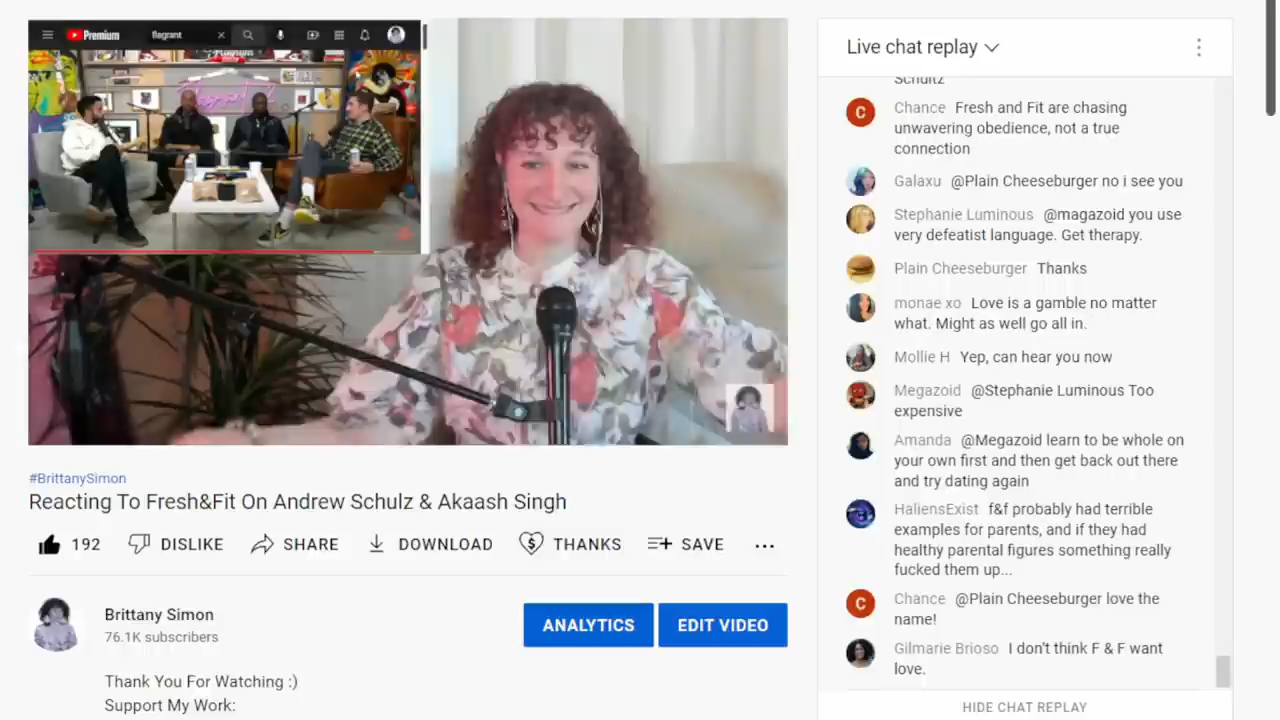 Premium
flagrant
Flagrant 2
#BrittanySimon
Reacting To Fresh&Fit On Andrew Schulz & Akaash Singh
192
DISLIKE
SHARE
DOWNLOAD
THANKS
SAVE
Brittany Simon
76.1K subscribers
ANALYTICS
EDIT VIDEO
Thank You For Watching :)
Support My Work:
Live chat replay
Schultz
C
Chance Fresh and Fit are chasing
unwavering obedience, not a true
connection
Galaxu @Plain Cheeseburger no i see you
Stephanie Luminous @magazoid you use
very defeatist language. Get therapy.
Plain Cheeseburger Thanks
monae xo Love is a gamble no matter
what. Might as well go all in.
Mollie H Yep, can hear you now
Megazoid @Stephanie Luminous Too
expensive
Amanda @Megazoid learn to be whole on
your own first and then get back out there
and try dating again
HaliensExist f&f probably had terrible
examples for parents, and if they had
healthy parental figures something really
fucked them up...
C
Chance @Plain Cheeseburger love the
name!
Gilmarie Brioso I don't think F & F want
love.
HIDE CHAT REPLAY